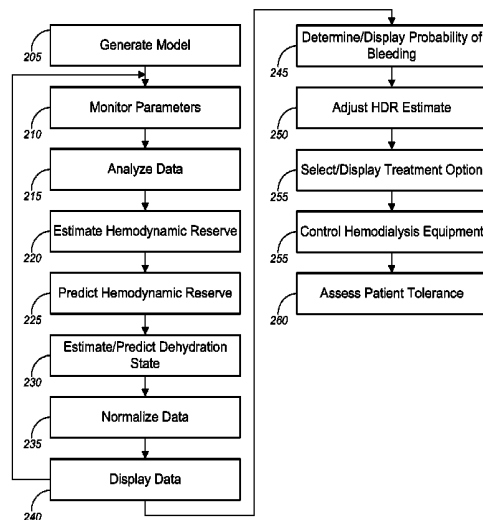 Generate Model
205
Monitor Parameters
210
Analyze Data
215
Estimate Hemodynamic Reserve
220
Predict Hemodynamic Reserve
225
Estimate/Predict Dehydration
State
230
Normalize Data
235
Display Data
240
Determine/Display Probability of
Bleeding
245
Adjust HDR Estimate
250
Select/Display Treatment Option
255
Control Hemodialysis Equipment
255
Assess Patient Tolerance
260